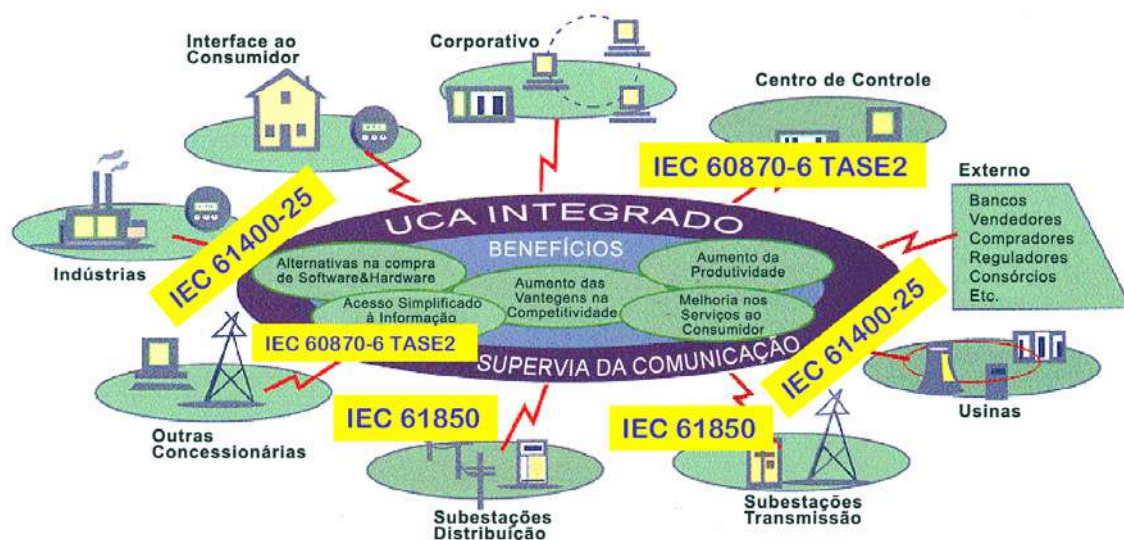 Interface ao
Consumidor
Corporativo
Centro de Controle
IEC 60870-6 TASE2
Externo
Bancos
Vendedores
Compradores
Reguladores
Consórcios
Etc.
Indústrias
IEC 61400-25
UCA INTEGRADO
BENEFÍCIOS
Alternativas na compra
de Software&Hardware
Aumento da
Produtividade
Aumento das
Vantegens na
Competitividade
Acesso Simplificado
à Informação
Melhoria nos
Serviços ao
Consumidor
IEC 60870-6 TASE2
SUPERVIA DA COMUNICAÇÃO
IEC 61400-25
Usinas
Outras
Concessionárias
IEC 61850
IEC 61850
Subestações
Distribuição
Subestações
Transmissão